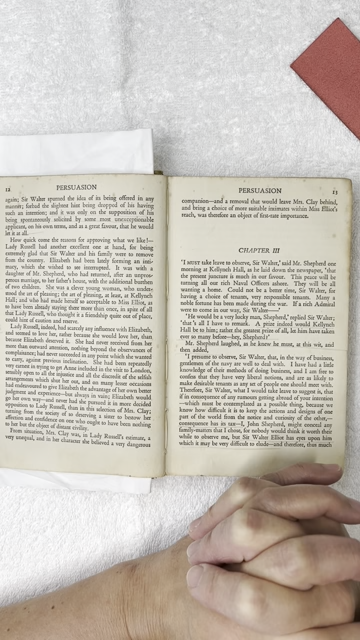 12 PERSUASION
again; Sir Walter spurned the idea of its being offered in any
manner; forbad the slightest hint being dropped of his having
such an intention; and it was only on the supposition of his
being spontaneously solicited by some most unexceptionable
applicant, on his own terms, and as a great favour, that he would
let it at all.
How quick come the reasons for approving what we like!—
Lady Russell had another excellent one at hand, for being
extremely glad that Sir Walter and his family were to remove
from the country. Elizabeth had been lately forming an inti-
macy, which she wished to see interrupted. It was with a
daughter of Mr. Shepherd, who had returned, after an unpros-
perous marriage, to her father's house, with the additional burthen
of two children. She was a clever young woman, who under-
stood the art of pleasing; the art of pleasing, at least, at Kellynch
Hall; and who had made herself so acceptable to Miss Elliot, as
to have been already staying there more than once, in spite of all
that Lady Russell, who thought it a friendship quite out of place,
could hint of caution and reserve.
Lady Russell, indeed, had scarcely any influence with Elizabeth,
and seemed to love her, rather because she would love her, than
because Elizabeth deserved it. She had never received from her
more than outward attention, nothing beyond the observances of
complaisance; had never succeeded in any point which she wanted
to carry, against previous inclination. She had been repeatedly
very earnest in trying to get Anne included in the visit to London,
sensibly open to all the injustice and all the discredit of the selfish
arrangements which shut her out, and on many lesser occasions
had endeavoured to give Elizabeth the advantage of her own better
judgment and experience—but always in vain; Elizabeth would
go her own way—and never had she pursued it in more decided
opposition to Lady Russell, than in this selection of Mrs. Clay;
turning from the society of so deserving a sister to bestow her
affection and confidence on one who ought to have been nothing
to her but the object of distant civility.
From situation, Mrs. Clay was, in Lady Russell's estimate, a
very unequal, and in her character she believed a very dangerous
PERSUASION 13
companion—and a removal that would leave Mrs. Clay behind,
and bring a choice of more suitable intimates within Miss Elliot's
reach, was therefore an object of first-rate importance.
CHAPTER III
'I MUST take leave to observe, Sir Walter,' said Mr. Shepherd one
morning at Kellynch Hall, as he laid down the newspaper, 'that
the present juncture is much in our favour. This peace will be
turning all our rich Naval Officers ashore. They will be all
wanting a home. Could not be a better time, Sir Walter, for
having a choice of tenants, very responsible tenants. Many a
noble fortune has been made during the war. If a rich Admiral
were to come in our way, Sir Walter——'
'He would be a very lucky man, Shepherd,' replied Sir Walter;
'that's all I have to remark. A prize indeed would Kellynch
Hall be to him; rather the greatest prize of all, let him have taken
ever so many before—hey, Shepherd?'
Mr. Shepherd laughed, as he knew he must, at this wit, and
then added,
'I presume to observe, Sir Walter, that, in the way of business,
gentlemen of the navy are well to deal with. I have had a little
knowledge of their methods of doing business, and I am free to
confess that they have very liberal notions, and are as likely to
make desirable tenants as any set of people one should meet with.
Therefore, Sir Walter, what I would take leave to suggest is, that
if in consequence of any rumours getting abroad of your intention
—which must be contemplated as a possible thing, because we
know how difficult it is to keep the actions and designs of one
part of the world from the notice and curiosity of the other,—
consequence has its tax—I, John Shepherd, might conceal any
family-matters that I chose, for nobody would think it worth their
while to observe me, but Sir Walter Elliot has eyes upon him
which it may be very difficult to elude—and therefore, thus much